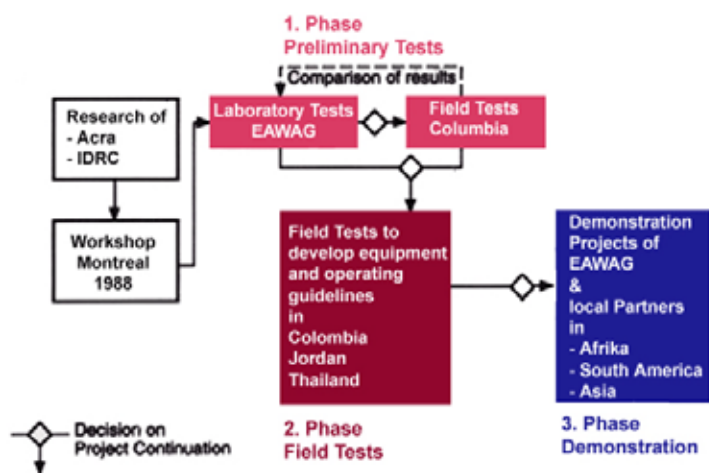 1. Phase
Preliminary Tests
Comparison of results
Research of
- Acra
- IDRC
Laboratory Tests
EAWAG
Field Tests
Columbia
Workshop
Montreal
1988
Field Tests to
develop equipment
and operating
guidelines
in
Colombia
Jordan
Thailand
Demonstration
Projects of
EAWAG
&
local Partners
in
- Afrika
- South America
- Asia
2. Phase
Field Tests
3. Phase
Demonstration
Decision on
Project Continuation